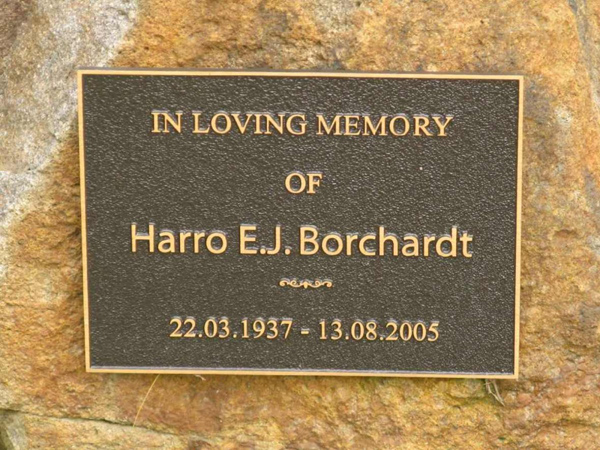 IN LOVING MEMORY
OF
Harro E.J. Borchardt
22.03.1937 - 13.08.2005